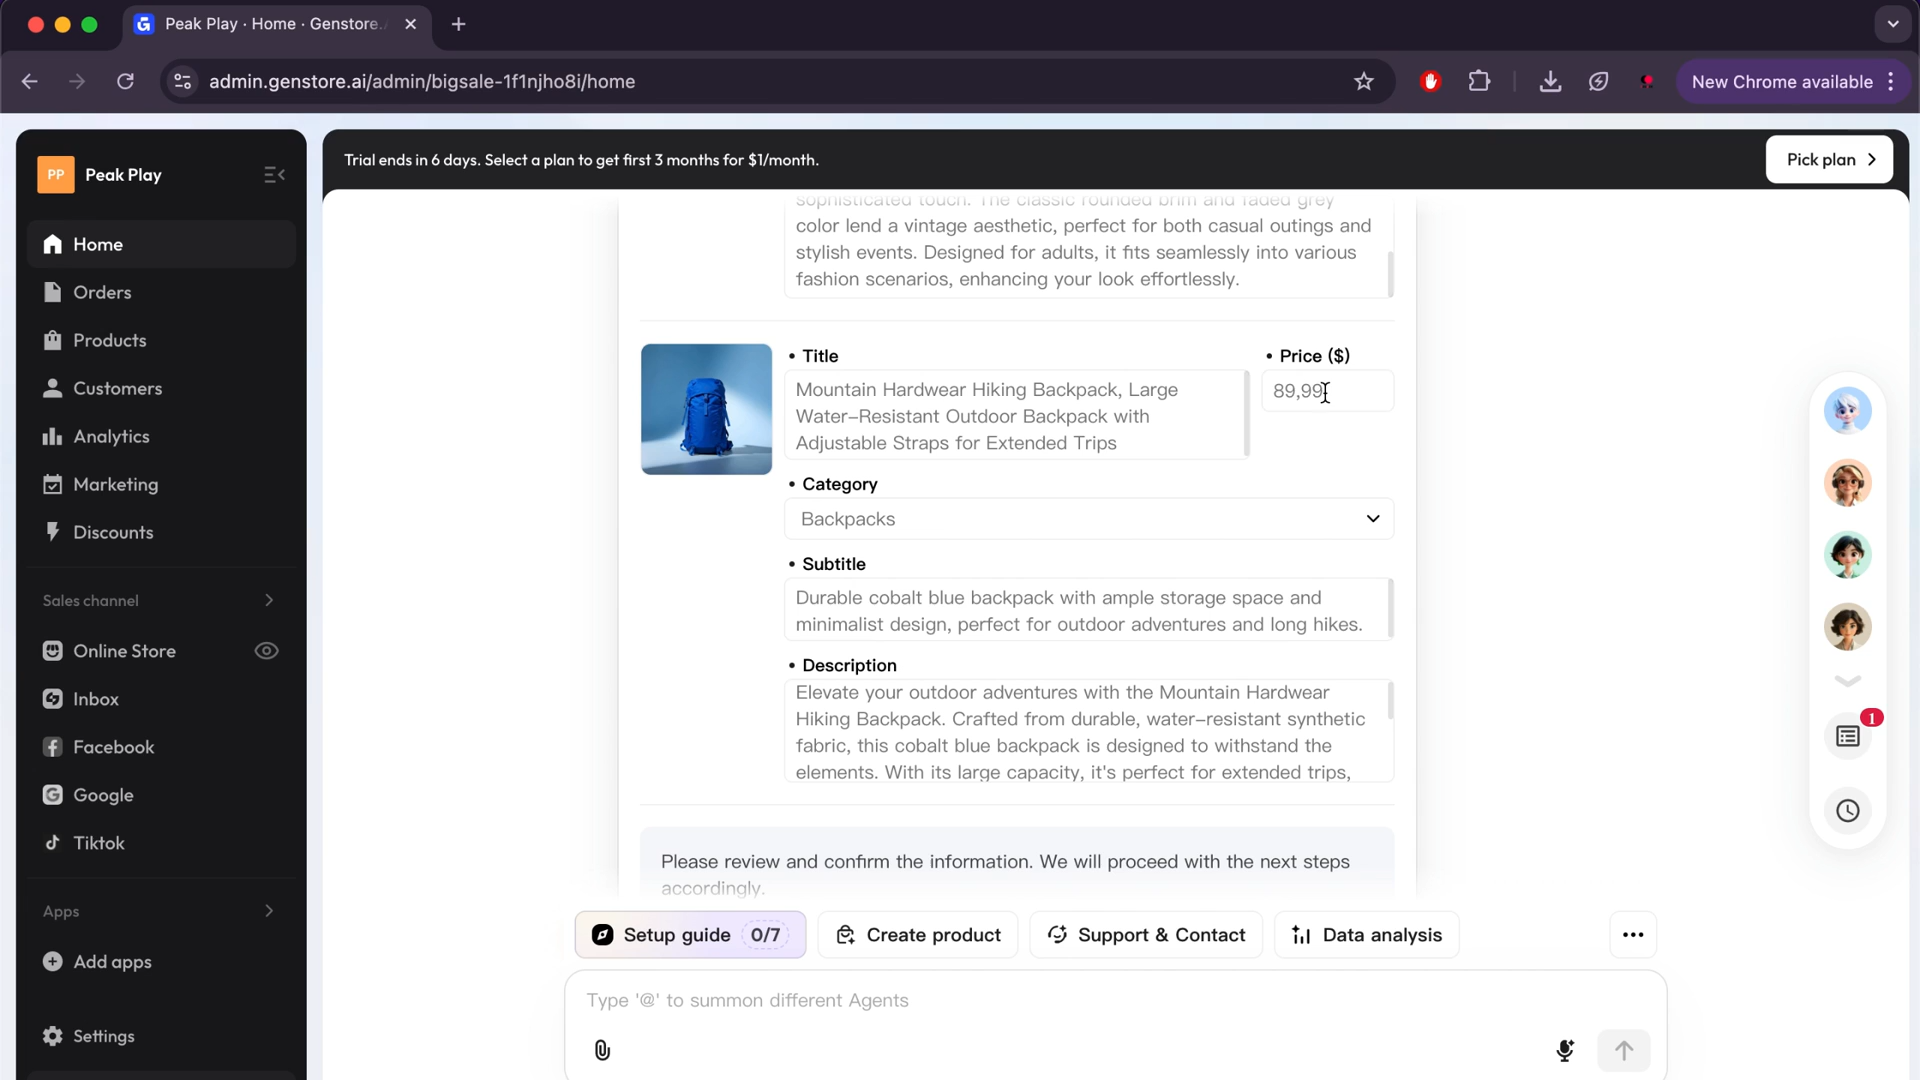 Peak Play · Home · Genstore.
admin.genstore.ai/admin/bigsale-1f1njho8i/home
New Chrome available
PP
Peak Play
Trial ends in 6 days. Select a plan to get first 3 months for $1/month.
Pick plan
Home
Orders
Products
Customers
Analytics
Marketing
Discounts
Sales channel
Online Store
Inbox
Facebook
Google
Tiktok
Apps
Add apps
Settings
sophisticated touch. The classic rounded brim and faded grey
color lend a vintage aesthetic, perfect for both casual outings and
stylish events. Designed for adults, it fits seamlessly into various
fashion scenarios, enhancing your look effortlessly.
• Title
• Price ($)
Mountain Hardwear Hiking Backpack, Large
Water-Resistant Outdoor Backpack with
Adjustable Straps for Extended Trips
89,99
• Category
Backpacks
• Subtitle
Durable cobalt blue backpack with ample storage space and
minimalist design, perfect for outdoor adventures and long hikes.
• Description
Elevate your outdoor adventures with the Mountain Hardwear
Hiking Backpack. Crafted from durable, water-resistant synthetic
fabric, this cobalt blue backpack is designed to withstand the
elements. With its large capacity, it's perfect for extended trips,
Please review and confirm the information. We will proceed with the next steps
accordingly.
1
Setup guide 0/7
Create product
Support & Contact
Data analysis
Type '@' to summon different Agents